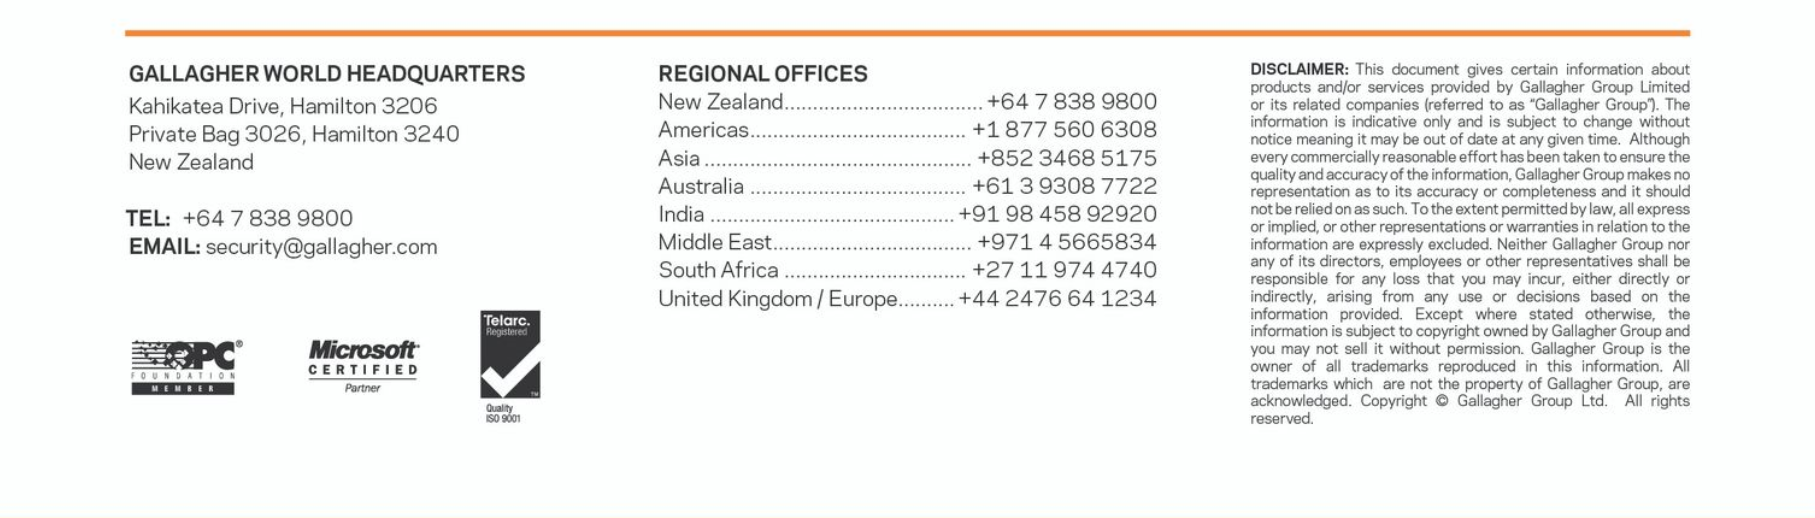 GALLAGHER WORLD HEADQUARTERS
Kahikatea Drive, Hamilton 3206
Private Bag 3026, Hamilton 3240
New Zealand
TEL: +64 7 838 9800
EMAIL: security@gallagher.com
OPC®
FOUNDATION
MEMBER
Microsoft
CERTIFIED
Partner
Telarc.
Registered
TM
Quality
ISO 9001
REGIONAL OFFICES
New Zealand.................................. +64 7 838 9800
Americas..................................... +1 877 560 6308
Asia .............................................. +852 3468 5175
Australia ..................................... +61 3 9308 7722
India .......................................... +91 98 458 92920
Middle East.................................. +971 4 5665834
South Africa ............................... +27 11 974 4740
United Kingdom / Europe.......... +44 2476 64 1234
DISCLAIMER: This document gives certain information about
products and/or services provided by Gallagher Group Limited
or its related companies (referred to as “Gallagher Group”). The
information is indicative only and is subject to change without
notice meaning it may be out of date at any given time. Although
every commercially reasonable effort has been taken to ensure the
quality and accuracy of the information, Gallagher Group makes no
representation as to its accuracy or completeness and it should
not be relied on as such. To the extent permitted by law, all express
or implied, or other representations or warranties in relation to the
information are expressly excluded. Neither Gallagher Group nor
any of its directors, employees or other representatives shall be
responsible for any loss that you may incur, either directly or
indirectly, arising from any use or decisions based on the
information provided. Except where stated otherwise, the
information is subject to copyright owned by Gallagher Group and
you may not sell it without permission. Gallagher Group is the
owner of all trademarks reproduced in this information. All
trademarks which are not the property of Gallagher Group, are
acknowledged. Copyright © Gallagher Group Ltd. All rights
reserved.